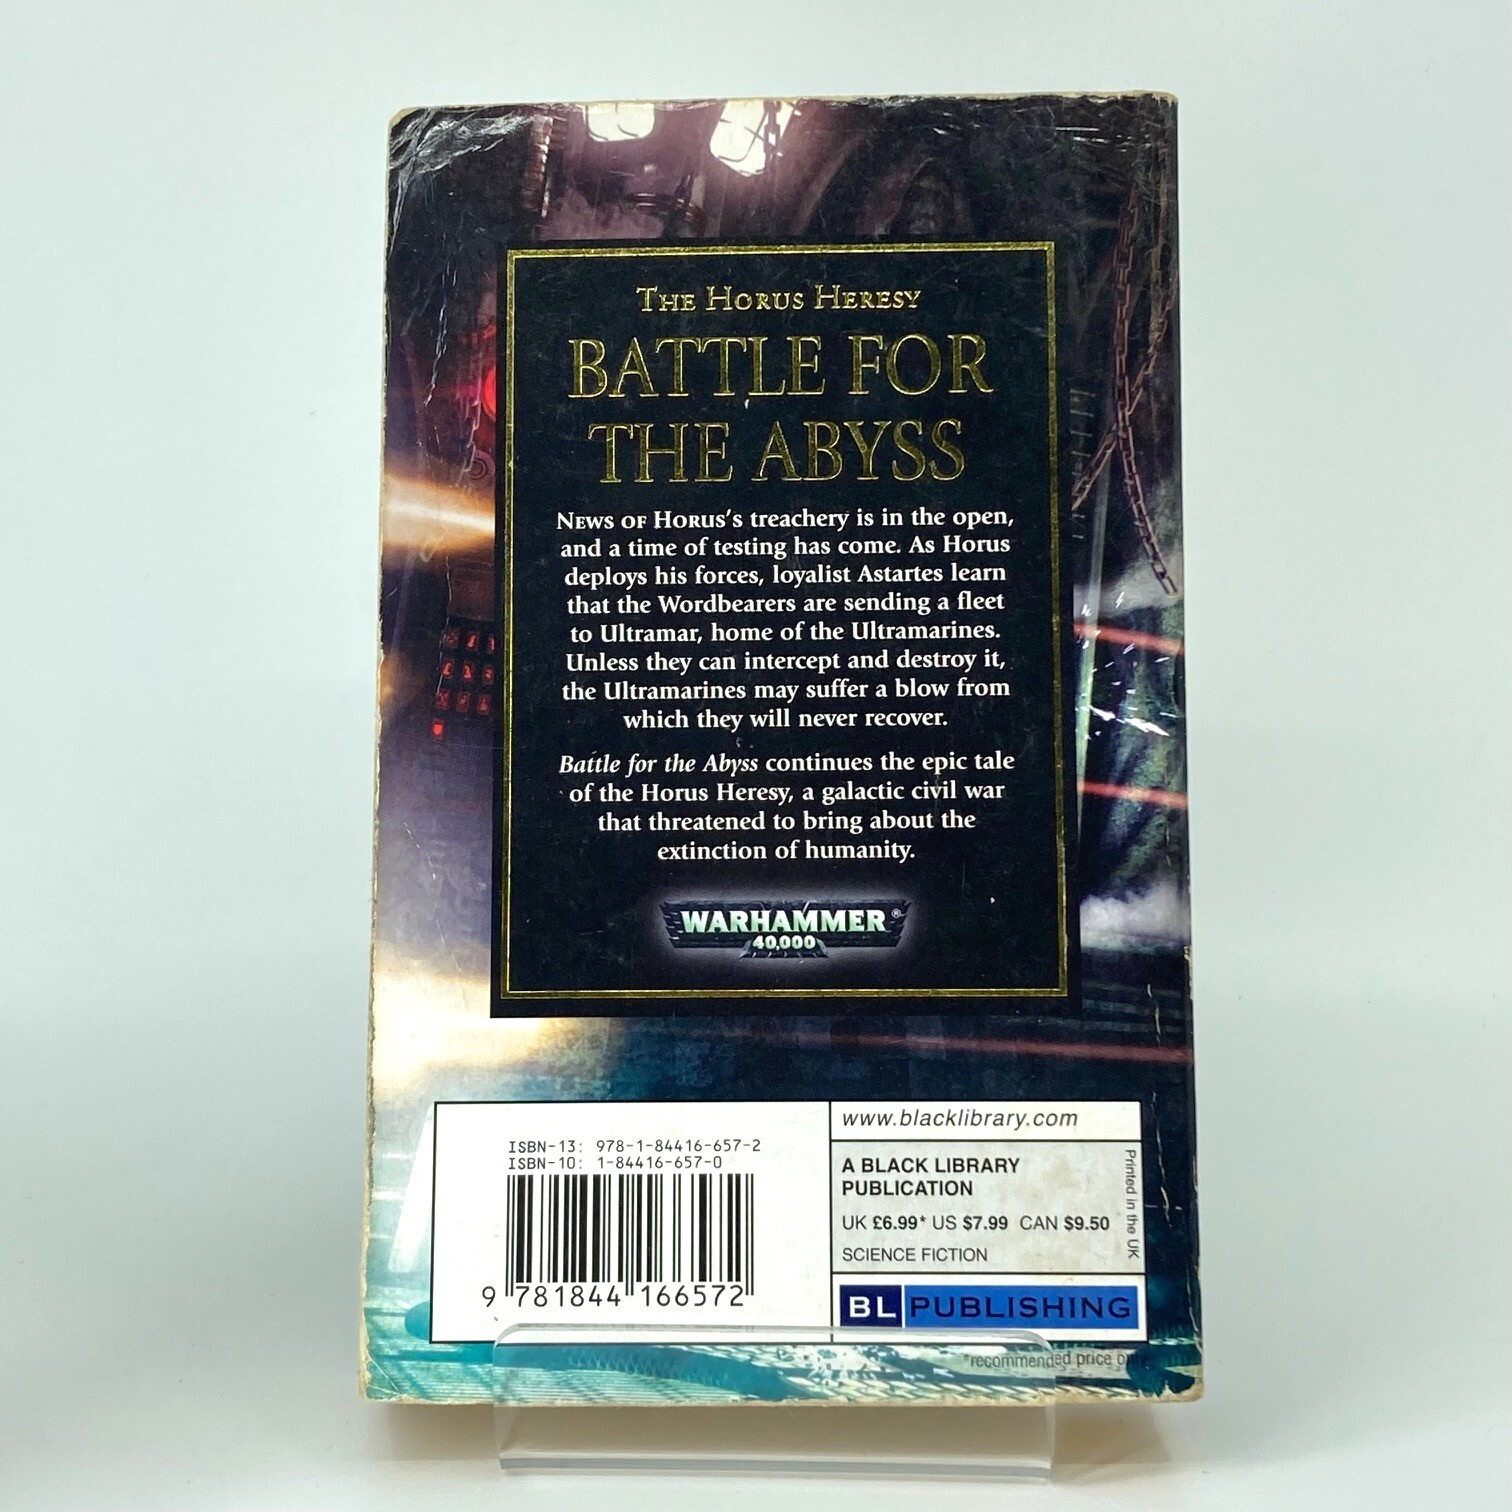 THE HORUS HERESY
BATTLE FOR
THE ABYSS
NEWS OF HORUS'S treachery is in the open,
and a time of testing has come. As Horus
deploys his forces, loyalist Astartes learn
that the Wordbearers are sending a fleet
to Ultramar, home of the Ultramarines.
Unless they can intercept and destroy it,
the Ultramarines may suffer a blow from
which they will never recover.
Battle for the Abyss continues the epic tale
of the Horus Heresy, a galactic civil war
that threatened to bring about the
extinction of humanity.
WARHAMMER®
40,000
ISBN-13: 978-1-84416-657-2
ISBN-10: 1-84416-657-0
9 781844 166572
www.blacklibrary.com
A BLACK LIBRARY
PUBLICATION
UK £6.99* US $7.99 CAN $9.50
SCIENCE FICTION
Printed in the UK
BL PUBLISHING
*recommended price only